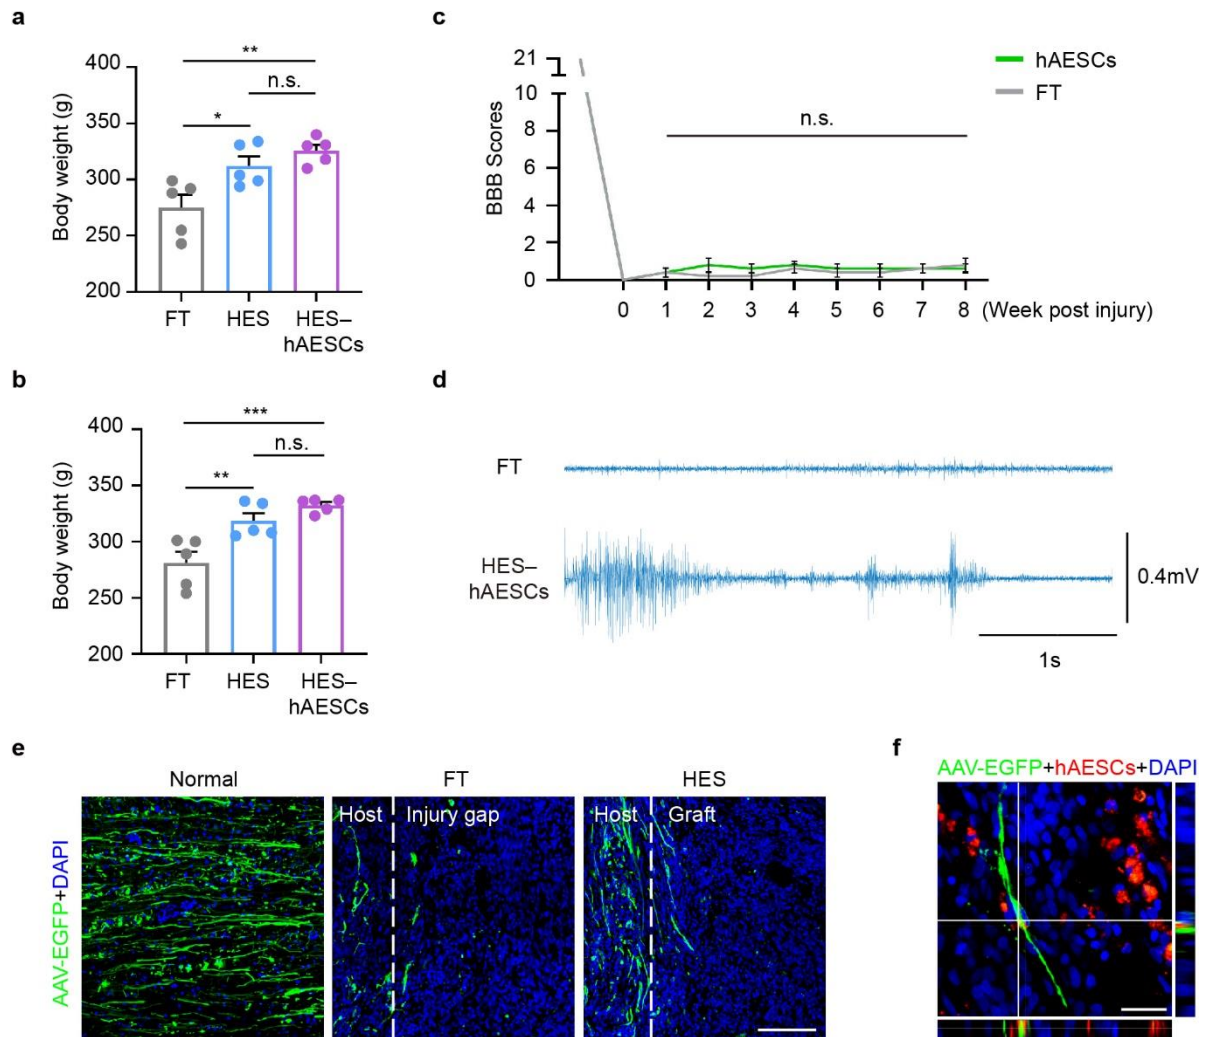 a
Body weight (g)
400
350
300
250
200
**
n.s.
*
FT
HES
HES–
hAESCs
b
Body weight (g)
400
350
300
250
200
***
n.s.
**
FT
HES
HES–
hAESCs
c
BBB Scores
21
10
8
6
4
2
0
n.s.
hAESCs
FT
0 1 2 3 4 5 6 7 8 (Week post injury)
d
FT
HES–
hAESCs
0.4mV
1s
e
Normal
FT
HES
AAV-EGFP+DAPI
Host
Injury gap
Host
Graft
f
AAV-EGFP+hAESCs+DAPI